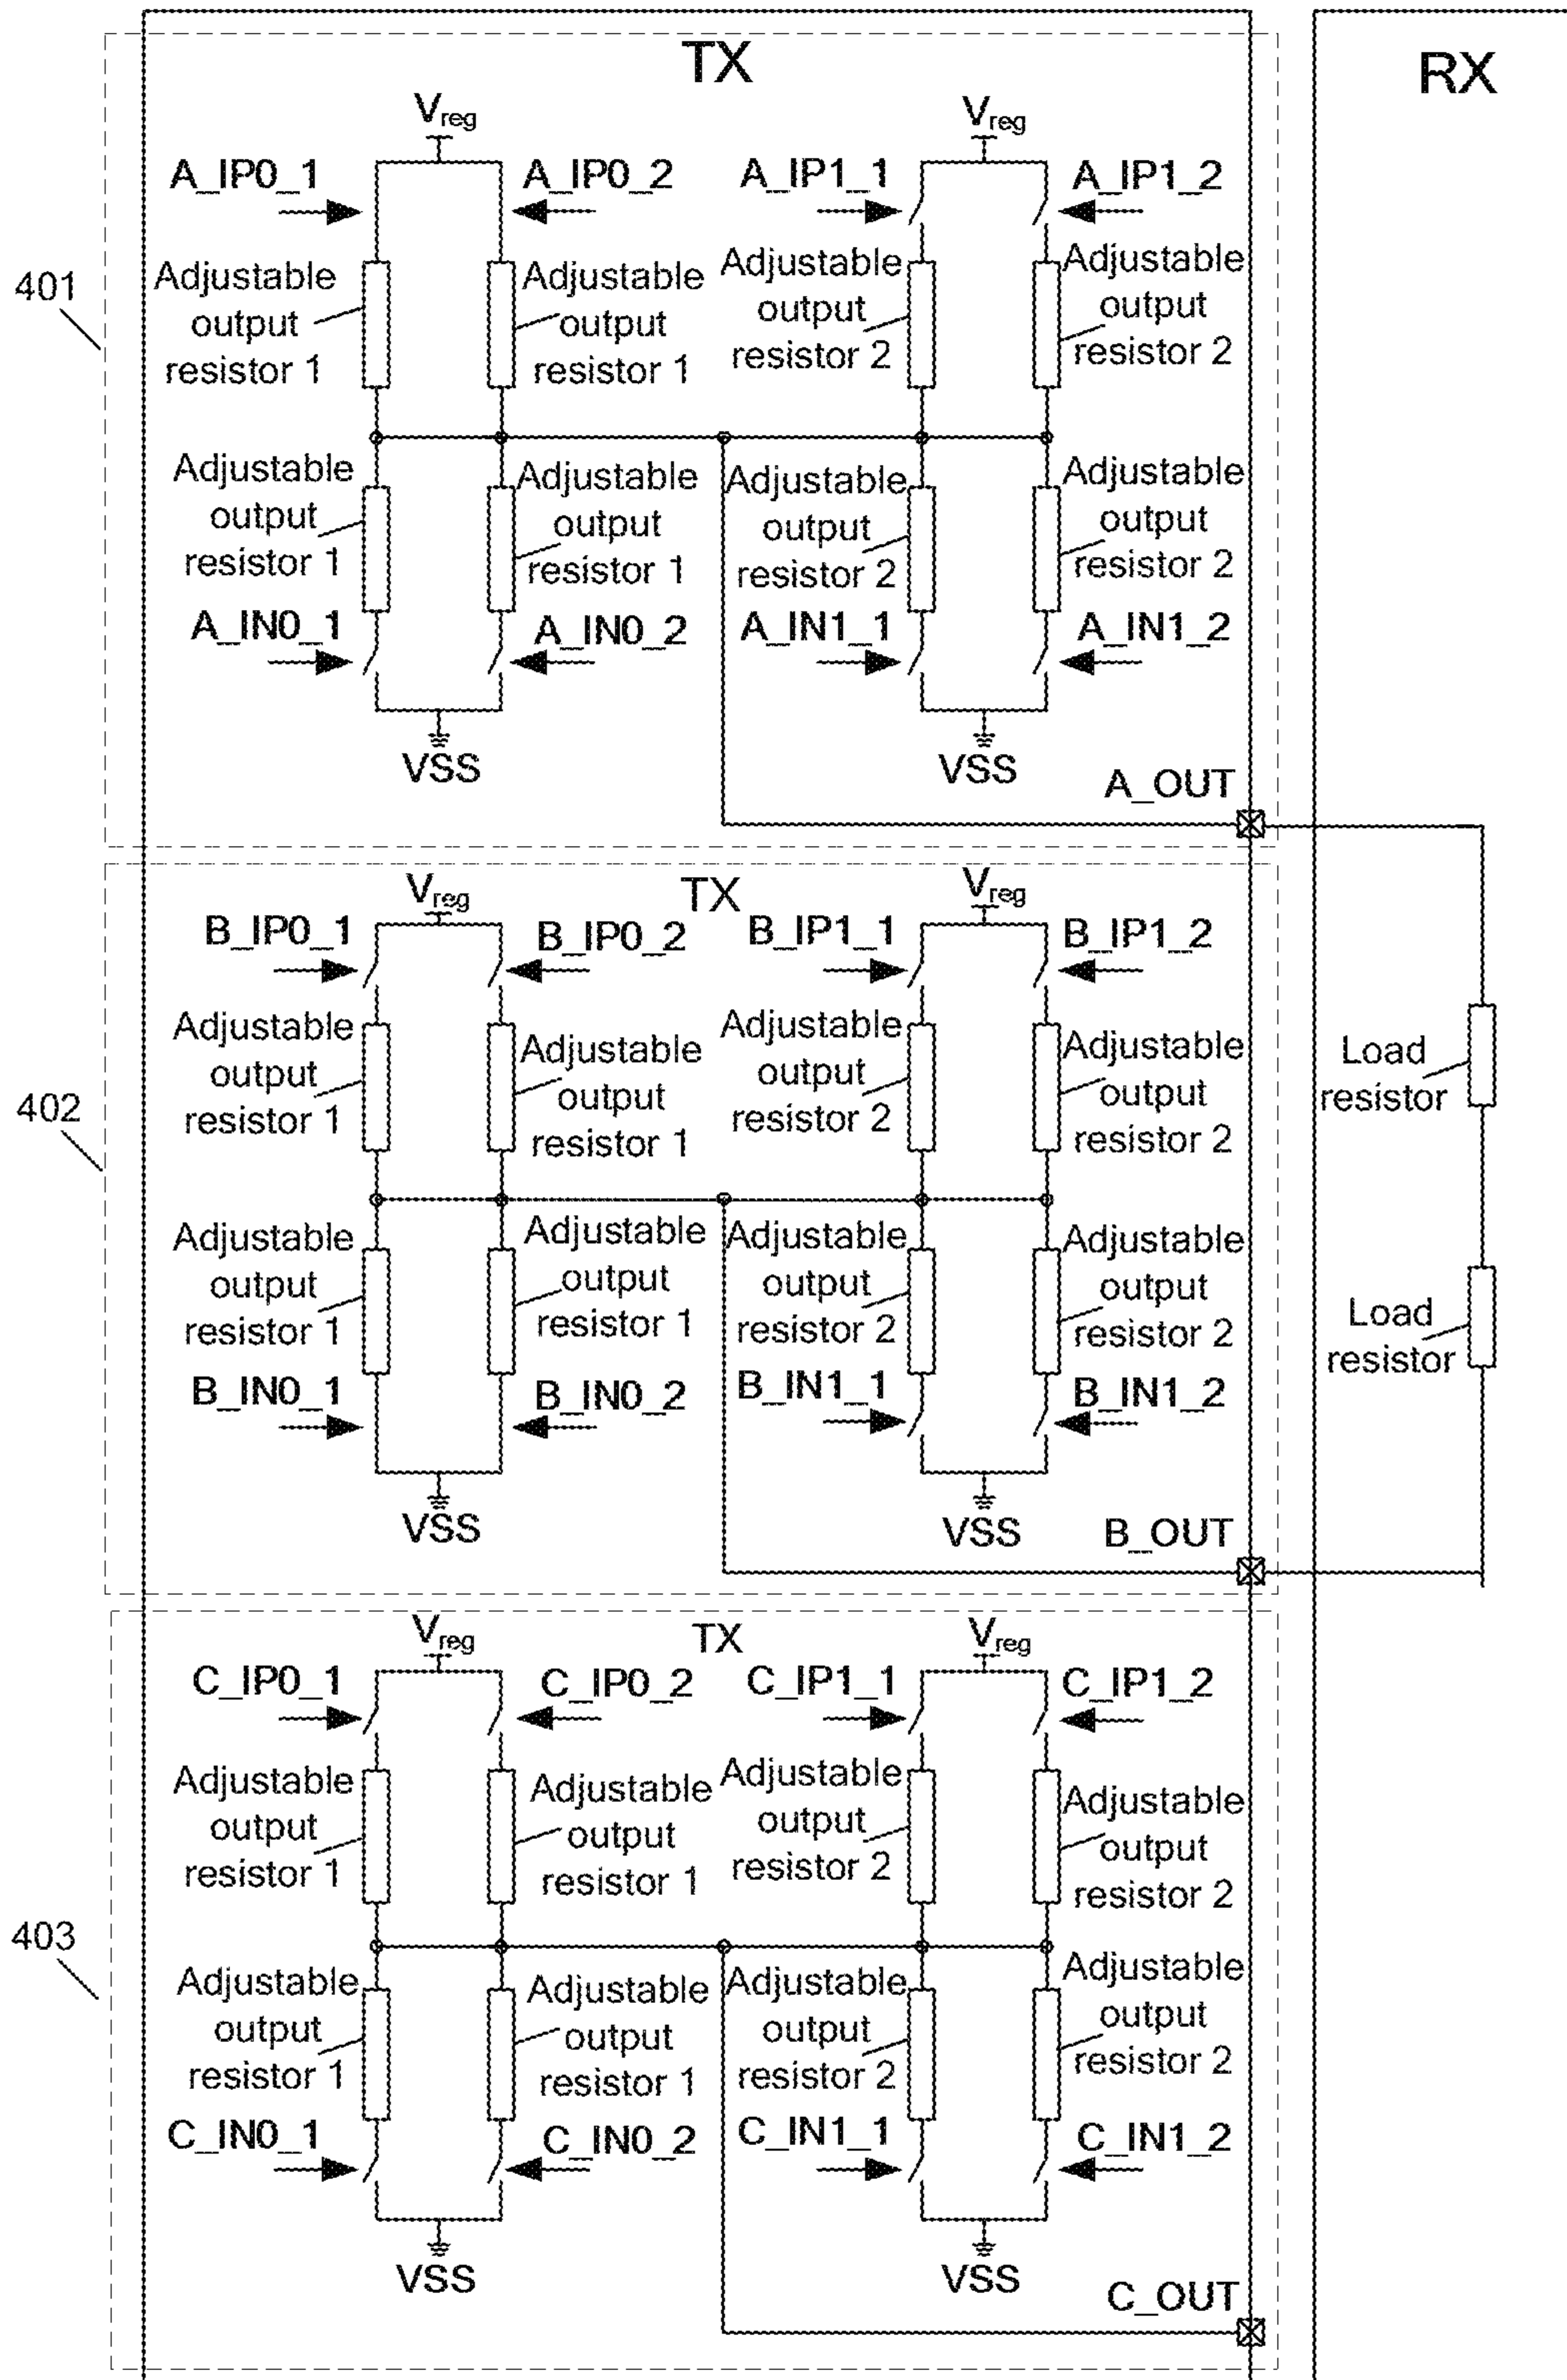 TX
RX
Vreg
Vreg
A_IP0_1
A_IP0_2
A_IP1_1
A_IP1_2
401
Adjustable
output
resistor 1
Adjustable
output
resistor 1
Adjustable
output
resistor 2
Adjustable
output
resistor 2
Adjustable
output
resistor 1
Adjustable
output
resistor 1
Adjustable
output
resistor 2
Adjustable
output
resistor 2
A_IN0_1
A_IN0_2
A_IN1_1
A_IN1_2
VSS
VSS
A_OUT
TX
Vreg
Vreg
B_IP0_1
B_IP0_2
B_IP1_1
B_IP1_2
402
Adjustable
output
resistor 1
Adjustable
output
resistor 1
Adjustable
output
resistor 2
Adjustable
output
resistor 2
Load
resistor
Adjustable
output
resistor 1
Adjustable
output
resistor 1
Adjustable
output
resistor 2
Adjustable
output
resistor 2
Load
resistor
B_IN0_1
B_IN0_2
B_IN1_1
B_IN1_2
VSS
VSS
B_OUT
TX
Vreg
Vreg
C_IP0_1
C_IP0_2
C_IP1_1
C_IP1_2
403
Adjustable
output
resistor 1
Adjustable
output
resistor 1
Adjustable
output
resistor 2
Adjustable
output
resistor 2
Adjustable
output
resistor 1
Adjustable
output
resistor 1
Adjustable
output
resistor 2
Adjustable
output
resistor 2
C_IN0_1
C_IN0_2
C_IN1_1
C_IN1_2
VSS
VSS
C_OUT